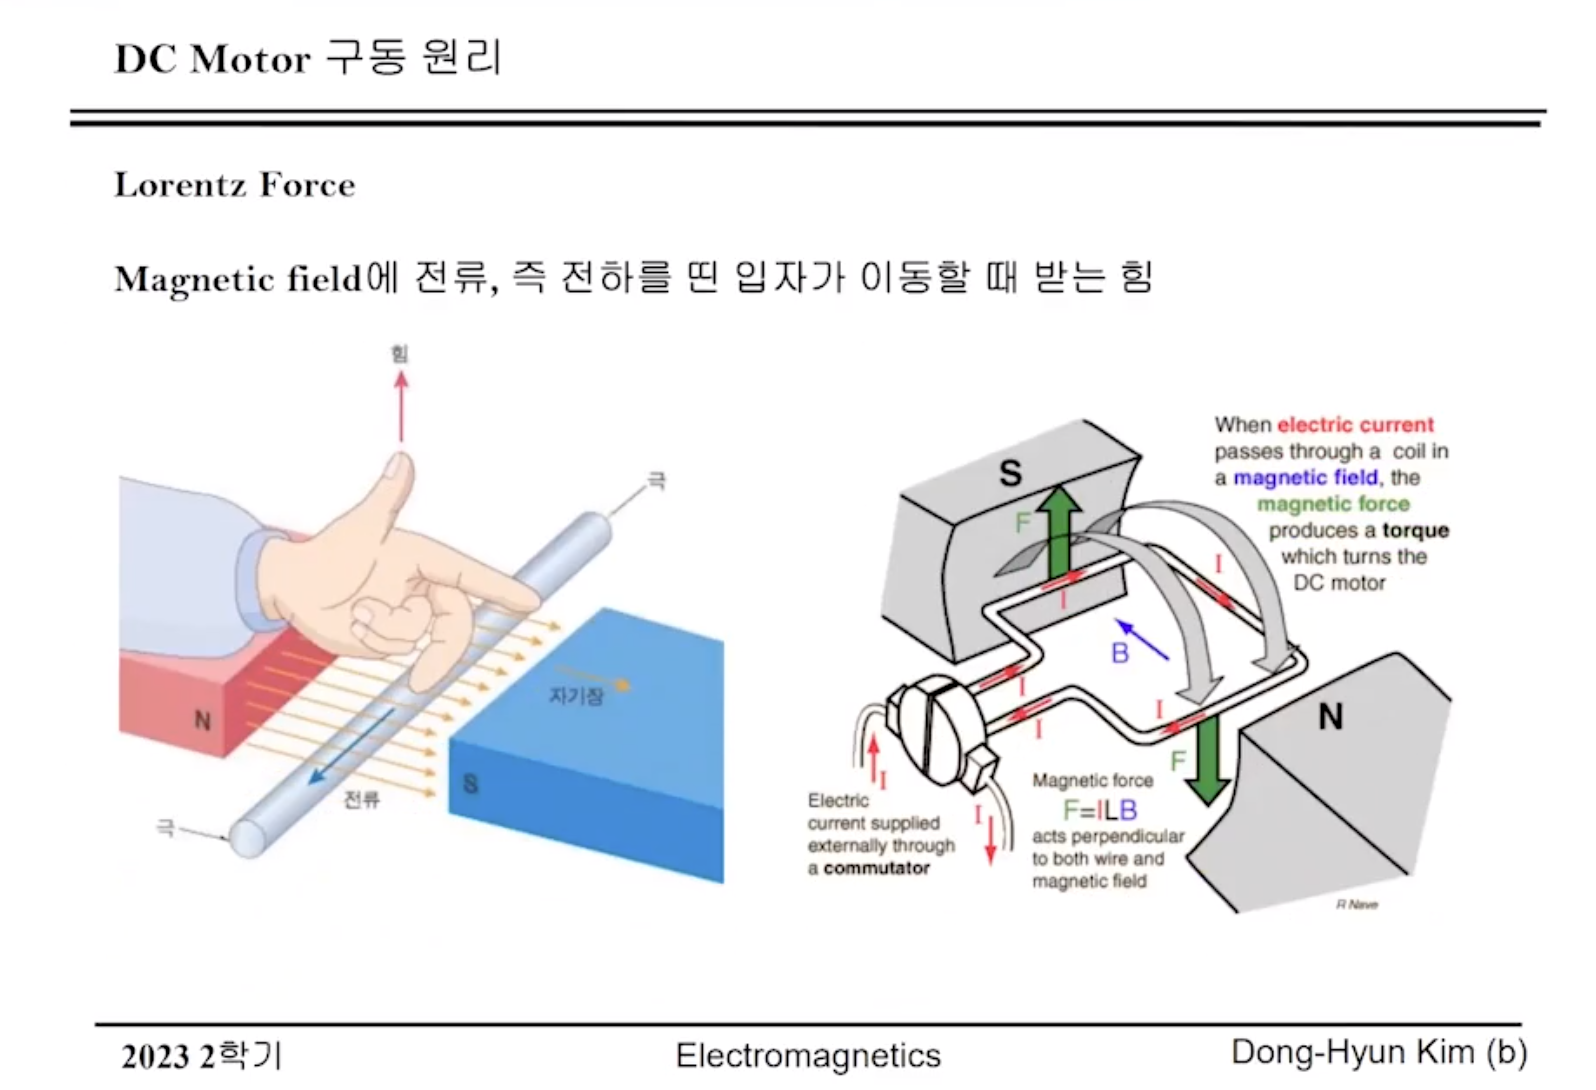 DC Motor 구동 원리
Lorentz Force
Magnetic field에 전류, 즉 전하를 띤 입자가 이동할 때 받는 힘
힘
극
N
자기장
S
전류
극
When electric current
passes through a coil in
a magnetic field, the
magnetic force
produces a torque
which turns the
DC motor
S
F
I
I
B
I
I
I
N
F
I
I
Electric
current supplied
externally through
a commutator
Magnetic force
F=ILB
acts perpendicular
to both wire and
magnetic field
R Nave
2023 2학기
Electromagnetics
Dong-Hyun Kim (b)